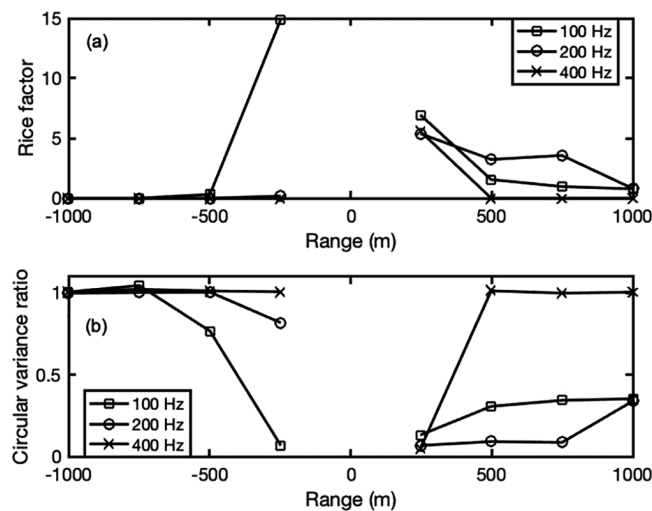 15
(a)
100 Hz
200 Hz
400 Hz
10
Rice factor
5
0
-1000
-500
0
500
1000
Range (m)
1
(b)
Circular variance ratio
0.5
100 Hz
200 Hz
400 Hz
0
-1000
-500
0
500
1000
Range (m)